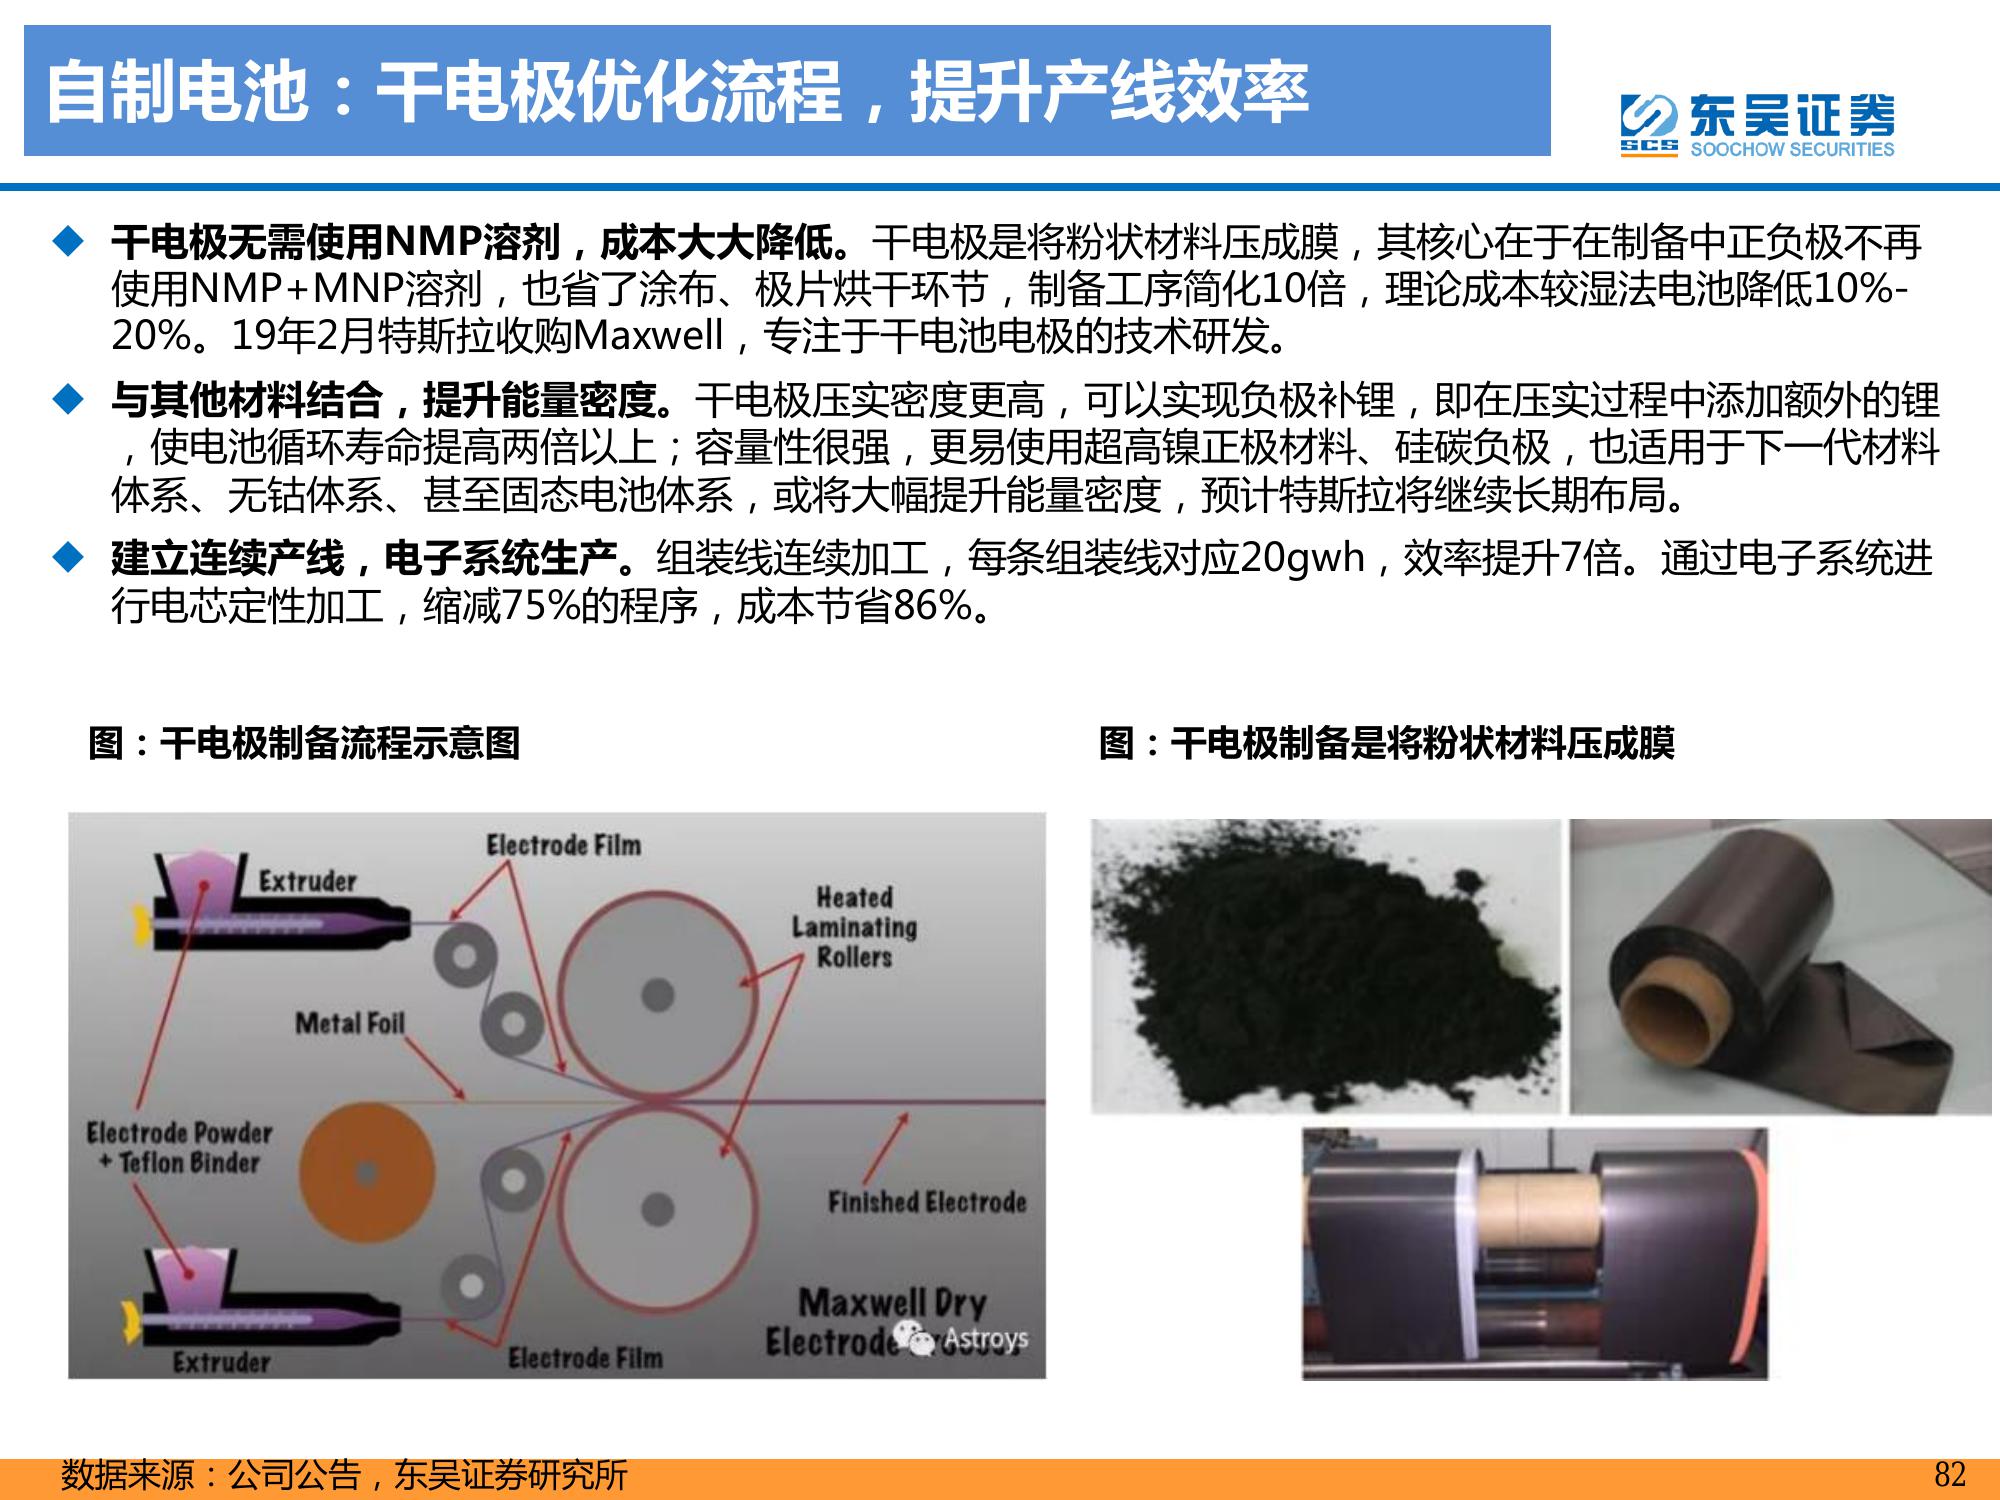 自制电池：干电极优化流程，提升产线效率
东吴证券
SCS
SOOCHOW SECURITIES
干电极无需使用NMP溶剂，成本大大降低。干电极是将粉状材料压成膜，其核心在于在制备中正负极不再
使用NMP+MNP溶剂，也省了涂布、极片烘干环节，制备工序简化10倍，理论成本较湿法电池降低10%-
20%。19年2月特斯拉收购Maxwell，专注于干电池电极的技术研发。
与其他材料结合，提升能量密度。干电极压实密度更高，可以实现负极补锂，即在压实过程中添加额外的锂
，使电池循环寿命提高两倍以上；容量性很强，更易使用超高镍正极材料、硅碳负极，也适用于下一代材料
体系、无钴体系、甚至固态电池体系，或将大幅提升能量密度，预计特斯拉将继续长期布局。
建立连续产线，电子系统生产。组装线连续加工，每条组装线对应20gwh，效率提升7倍。通过电子系统进
行电芯定性加工，缩减75%的程序，成本节省86%。
图：干电极制备流程示意图
图：干电极制备是将粉状材料压成膜
Electrode Film
Extruder
Heated
Laminating
Rollers
Metal Foil
Electrode Powder
+ Teflon Binder
Finished Electrode
Maxwell Dry
Electrode
Astroys
Extruder
Electrode Film
数据来源：公司公告，东吴证券研究所
82